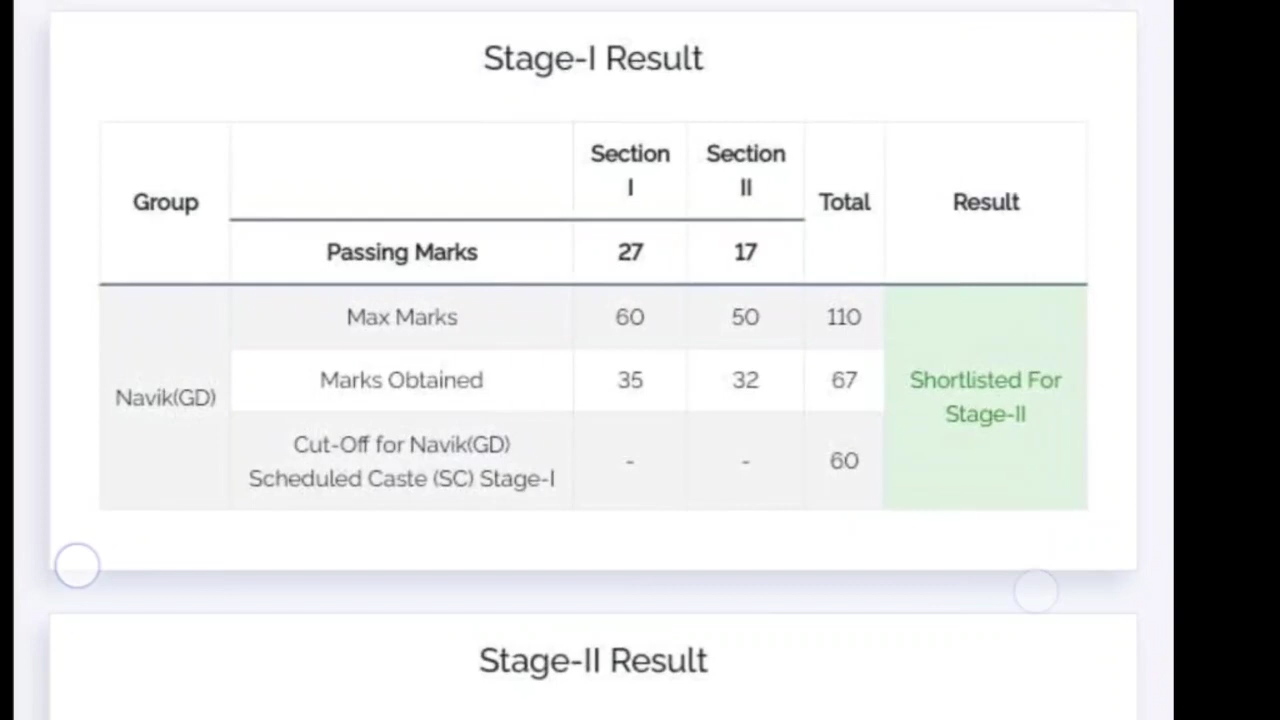 Stage-I Result
Group
Section
I
Section
II
Total
Result
Passing Marks
27
17
Navik(GD)
Max Marks
60
50
110
Shortlisted For
Stage-II
Marks Obtained
35
32
67
Cut-Off for Navik(GD)
Scheduled Caste (SC) Stage-I
-
-
60
Stage-II Result